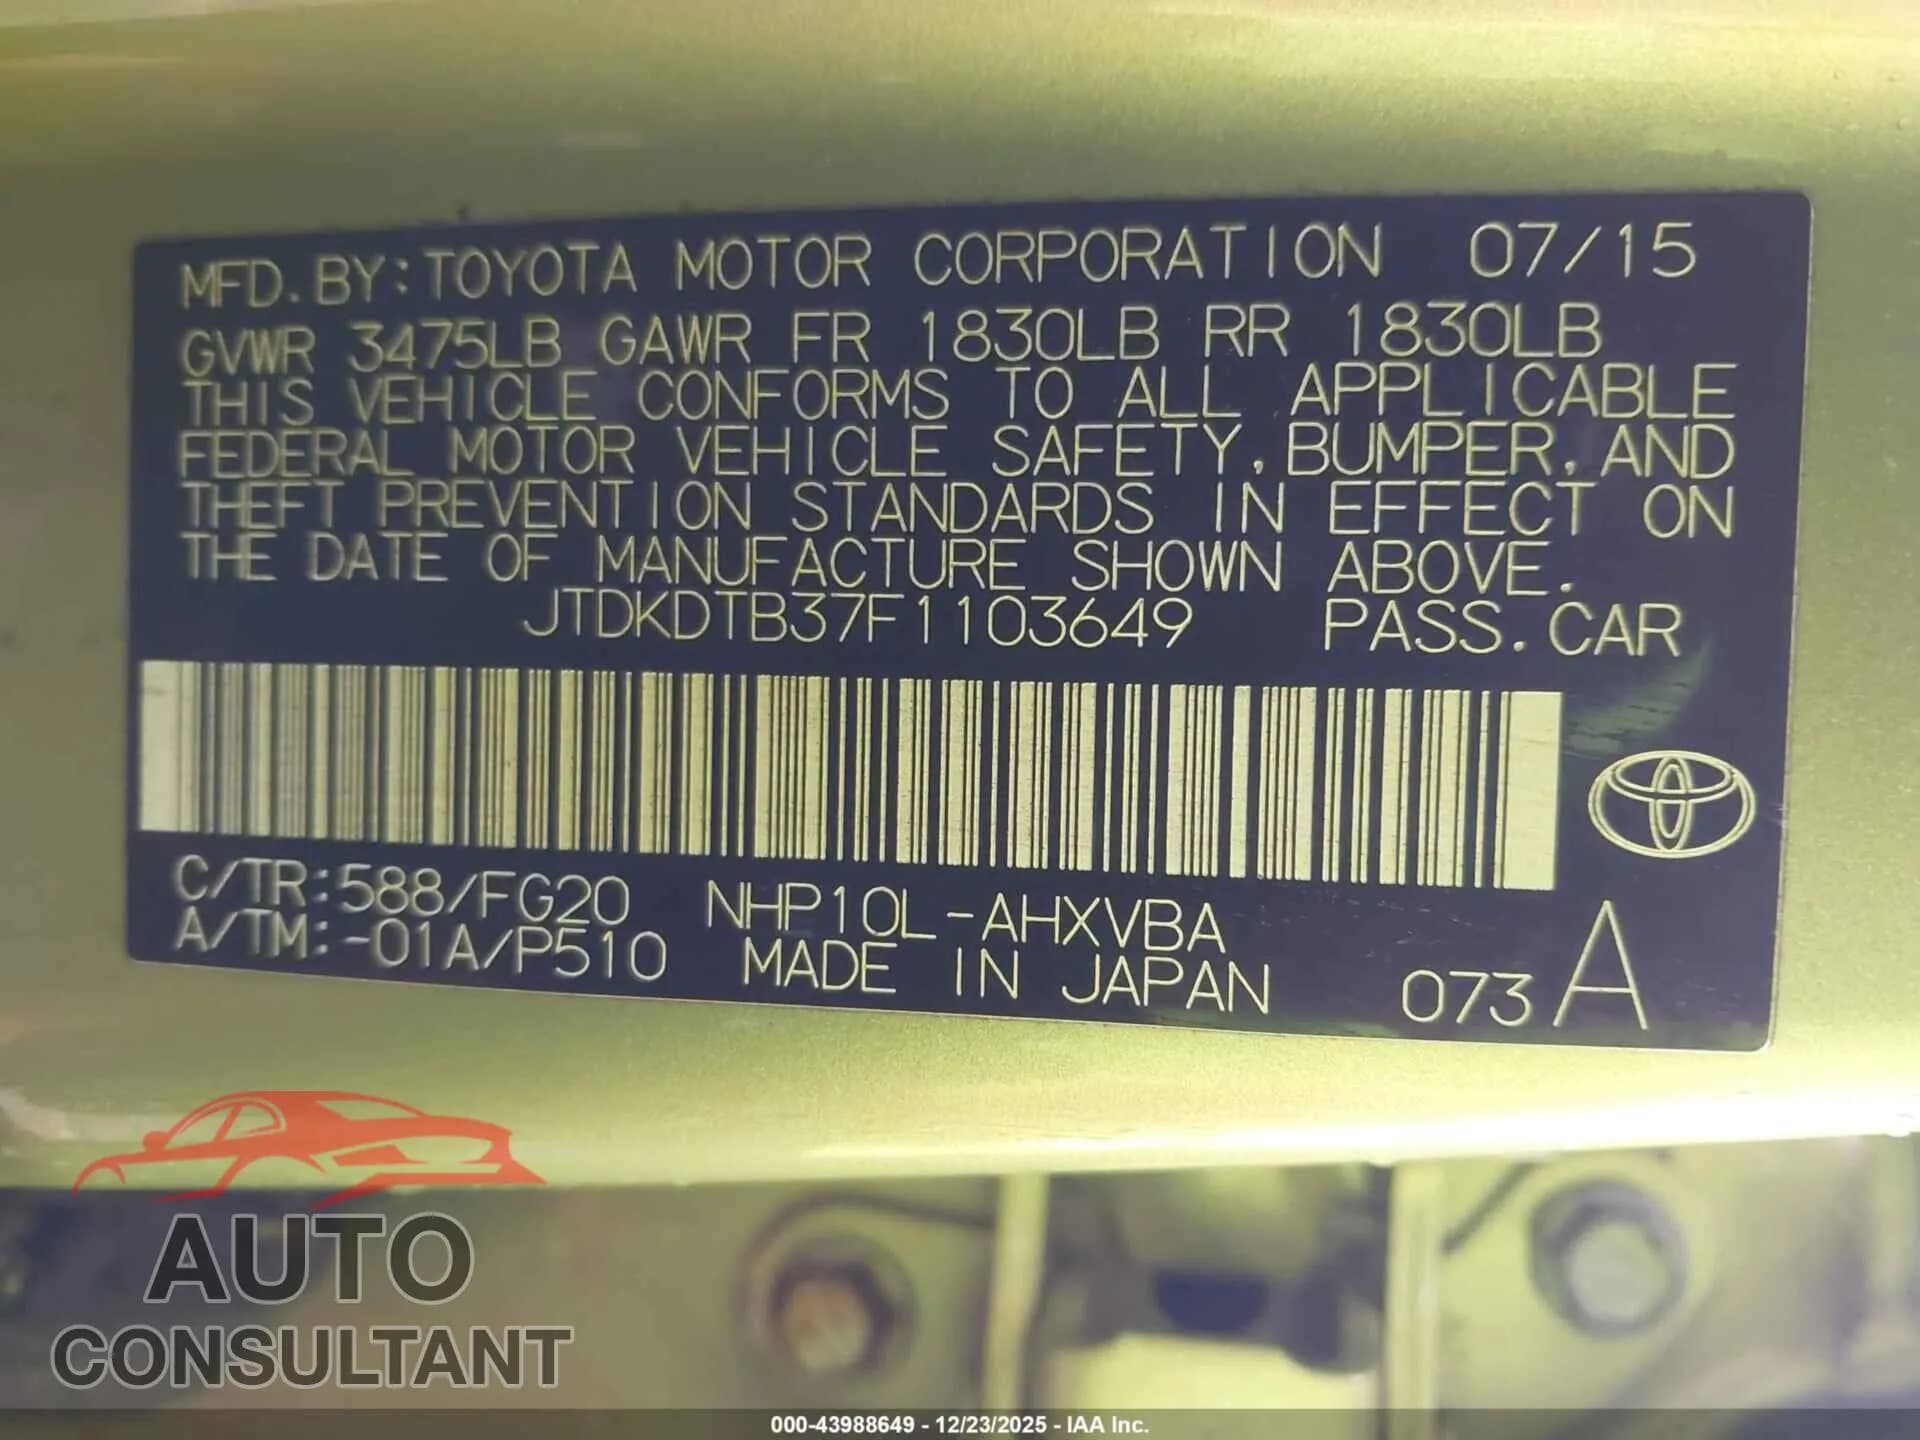 MFD.BY:TOYOTA MOTOR CORPORATION 07/15
GVWR 3475LB GAWR FR 1830LB RR 1830LB
THIS VEHICLE CONFORMS TO ALL APPLICABLE
FEDERAL MOTOR VEHICLE SAFETY,BUMPER,AND
THEFT PREVENTION STANDARDS IN EFFECT ON
THE DATE OF MANUFACTURE SHOWN ABOVE.
JTDKDTB37F1103649 PASS.CAR
C/TR:588/FG20 NHP10L-AHXVBA
A/TM:-01A/P510 MADE IN JAPAN 073A
AUTO
CONSULTANT
000-43988649 - 12/23/2025 - IAA Inc.